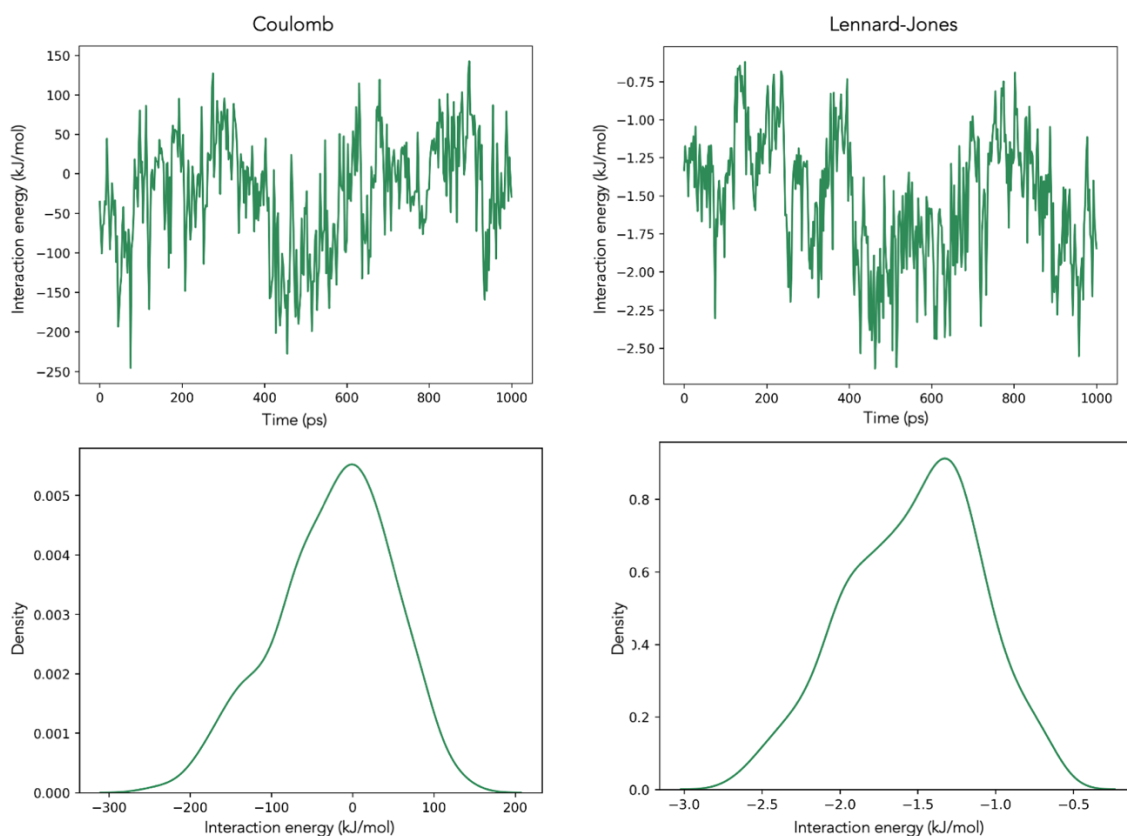 Coulomb
150
100
50
0
−50
−100
−150
−200
−250
Interaction energy (kJ/mol)
0 200 400 600 800 1000
Time (ps)
Lennard-Jones
−0.75
−1.00
−1.25
−1.50
−1.75
−2.00
−2.25
−2.50
Interaction energy (kJ/mol)
0 200 400 600 800 1000
Time (ps)
0.005
0.004
0.003
0.002
0.001
0.000
Density
−300 −200 −100 0 100 200
Interaction energy (kJ/mol)
0.8
0.6
).4
0.2
0.0
Density
−3.0 −2.5 −2.0 −1.5 −1.0 −0.5
Interaction energy (kJ/mol)